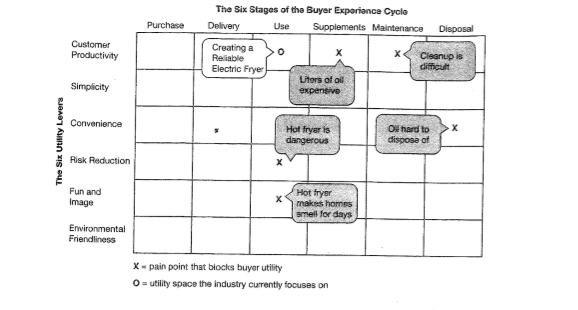 The Six Stages of the Buyer Experience Cycle
Purchase Delivery Use Supplements Maintenance Disposal
The Six Utility Levers
Customer
Productivity
Creating a
Reliable
Electric Fryer
O
X
X
Cleanup is
difficult
Simplicity
Liters of oil
expensive
Convenience
x
Hot fryer is
dangerous
Oil hard to
dispose of
X
Risk Reduction
X
Fun and
Image
X
Hot fryer
makes homes
smell for days
Environmental
Friendliness
X = pain point that blocks buyer utility
O = utility space the industry currently focuses on